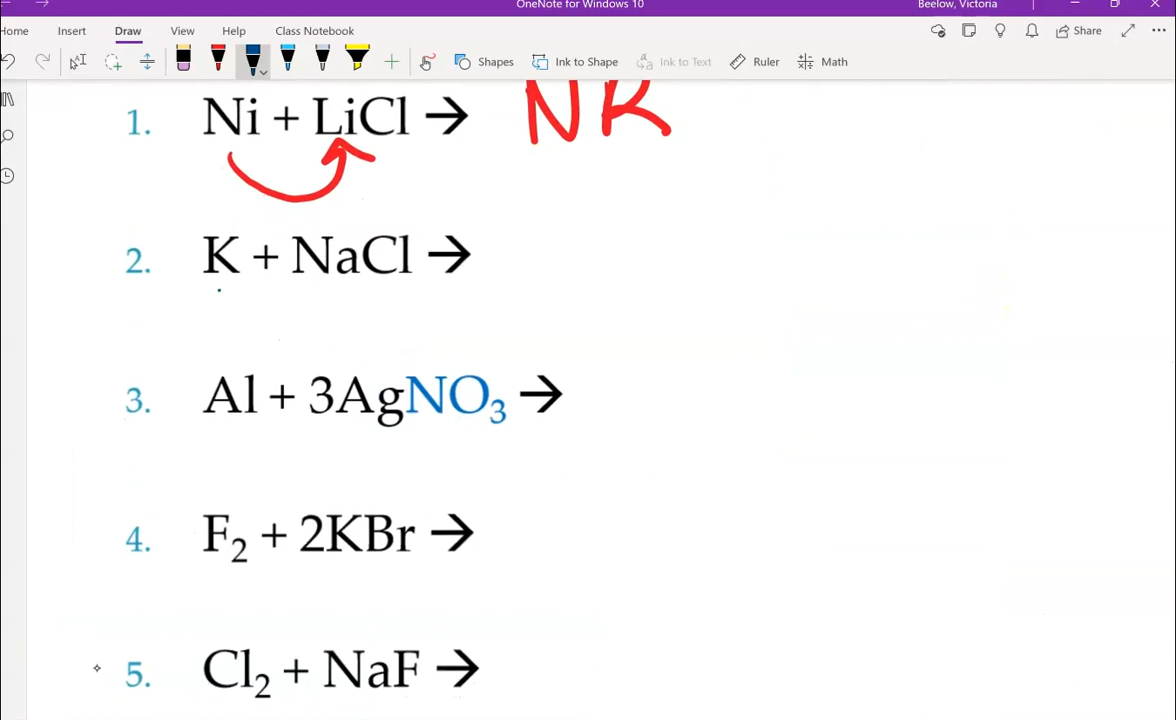 OneNote for Windows 10
Beelow, Victoria
Home Insert Draw View Help Class Notebook Share
Shapes Ink to Shape Ink to Text Ruler Math
1. Ni + LiCl → NR
2. K + NaCl →
3. Al + 3AgNO₃ →
4. F₂ + 2KBr →
5. Cl₂ + NaF →